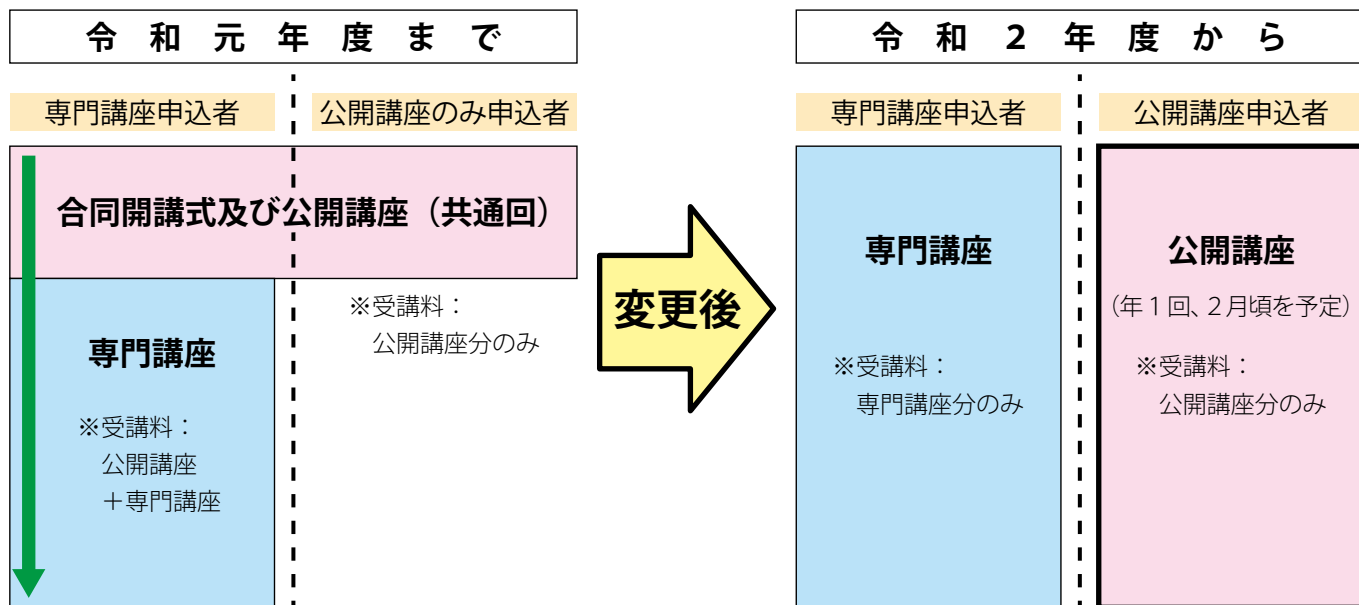 令和元年度まで
専門講座申込者
公開講座のみ申込者
合同開講式及び公開講座（共通回）
専門講座
※受講料：
公開講座
＋専門講座
※受講料：
公開講座分のみ
変更後
令和２年度から
専門講座申込者
公開講座申込者
専門講座
※受講料：
専門講座分のみ
公開講座
（年１回、２月頃を予定）
※受講料：
公開講座分のみ